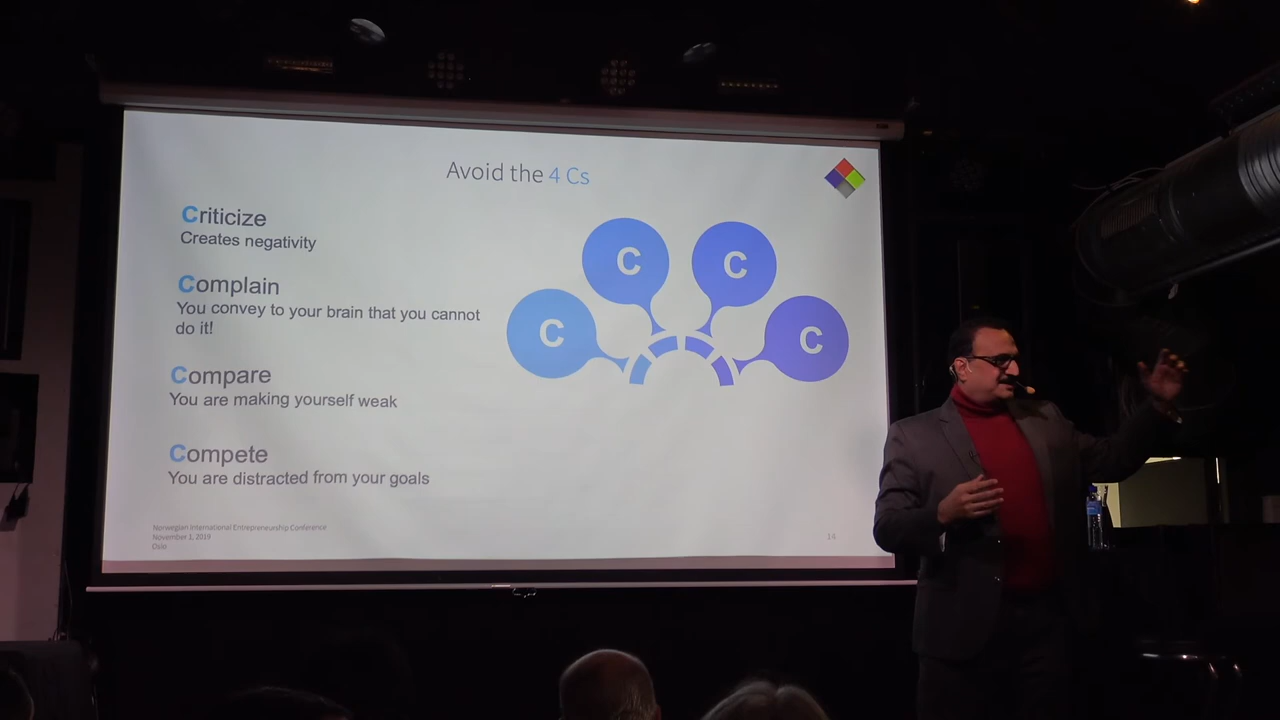 Avoid the 4 Cs
Criticize
Creates negativity
Complain
You convey to your brain that you cannot
do it!
Compare
You are making yourself weak
Compete
You are distracted from your goals
C
C
C
C
Norwegian International Entrepreneurship Conference
November 1, 2019
Oslo
14